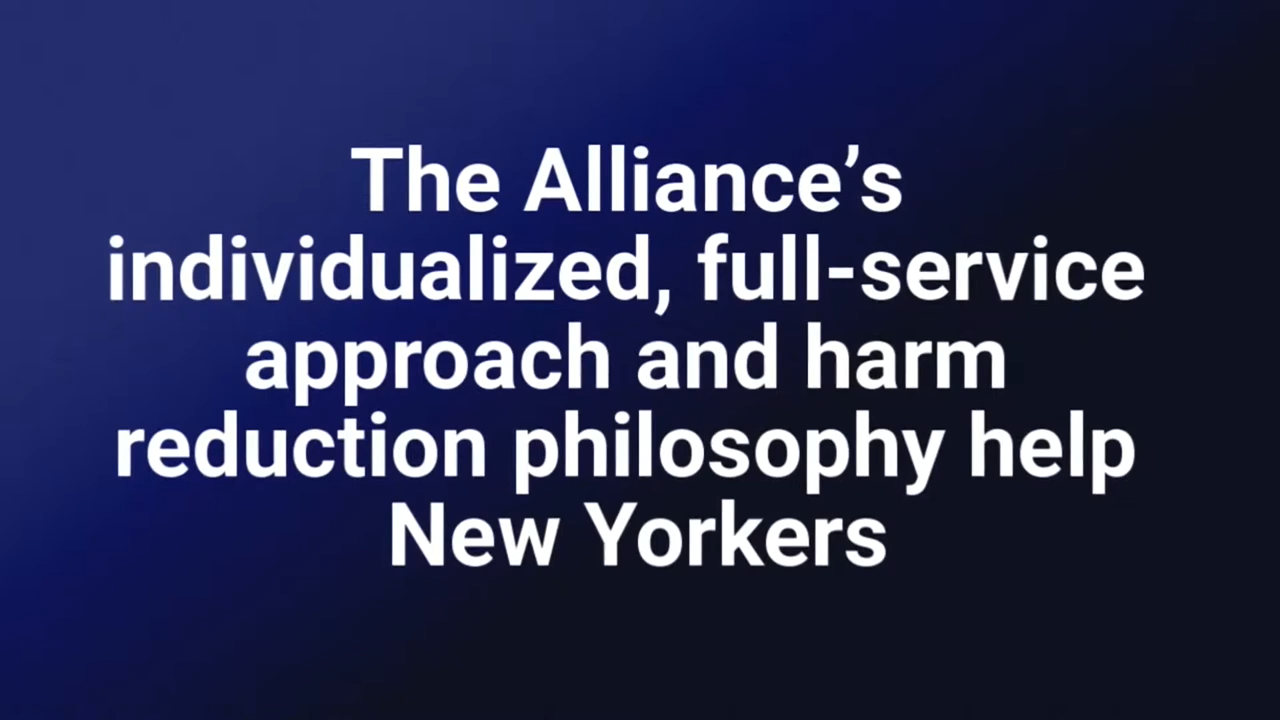 The Alliance’s
individualized, full-service
approach and harm
reduction philosophy help
New Yorkers